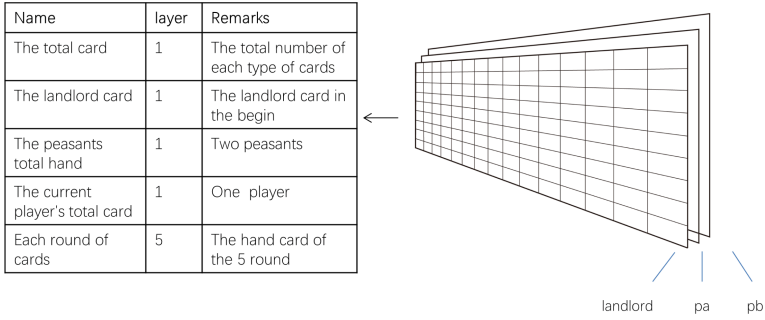 Name layer Remarks
The total card 1 The total number of
each type of cards
The landlord card 1 The landlord card in
the begin
The peasants 1 Two peasants
total hand
The current 1 One player
player's total card
Each round of 5 The hand card of
cards the 5 round
landlord pa pb